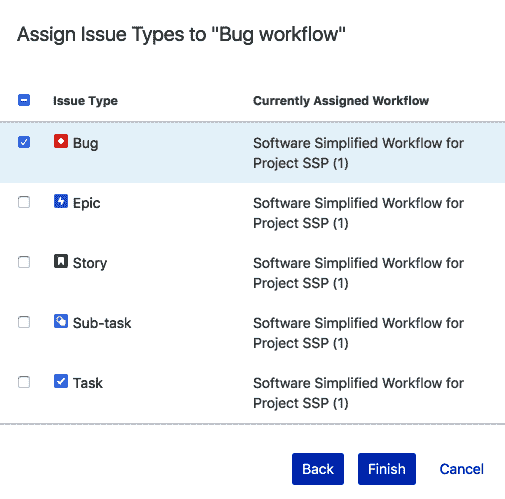 Assign Issue Types to "Bug workflow"
Issue Type Currently Assigned Workflow
Bug Software Simplified Workflow for
Project SSP (1)
Epic Software Simplified Workflow for
Project SSP (1)
Story Software Simplified Workflow for
Project SSP (1)
Sub-task Software Simplified Workflow for
Project SSP (1)
Task Software Simplified Workflow for
Project SSP (1)
Back Finish Cancel